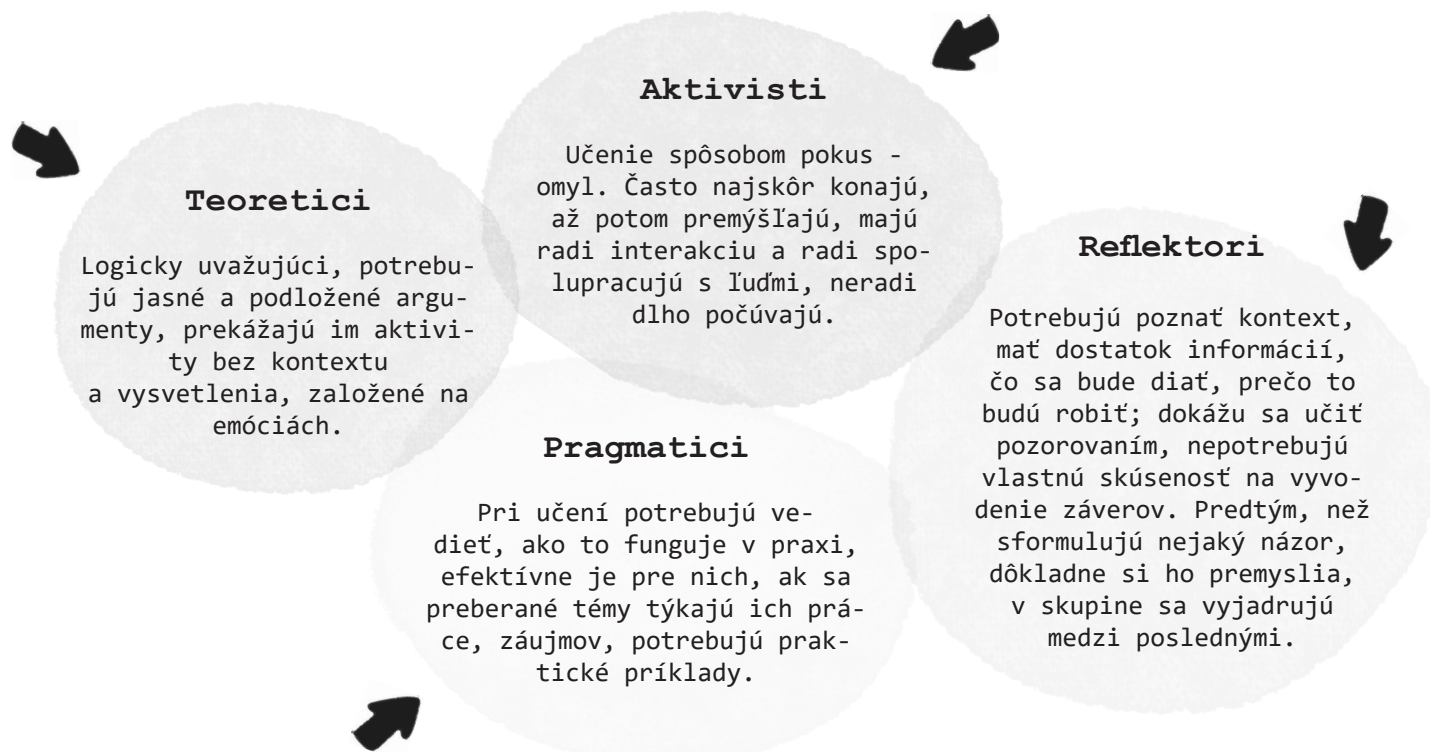 Aktivisti
Učenie spôsobom pokus -
omyl. Často najskôr konajú,
až potom premýšľajú, majú
radi interakciu a radi spo-
lupracujú s ľuďmi, neradi
dlho počúvajú.
Teoretici
Logicky uvažujúci, potrebu-
jú jasné a podložené argu-
menty, prekážajú im aktivi-
ty bez kontextu
a vysvetlenia, založené na
emóciách.
Reflektori
Potrebujú poznať kontext,
mať dostatok informácií,
čo sa bude diať, prečo to
budú robiť; dokážu sa učiť
pozorovaním, nepotrebujú
vlastnú skúsenosť na vyvo-
denie záverov. Predtým, než
sformulujú nejaký názor,
dôkladne si ho premyslia,
v skupine sa vyjadrujú
medzi poslednými.
Pragmatici
Pri učení potrebujú ve-
dieť, ako to funguje v praxi,
efektívne je pre nich, ak sa
preberané témy týkajú ich prá-
ce, záujmov, potrebujú prak-
tické príklady.